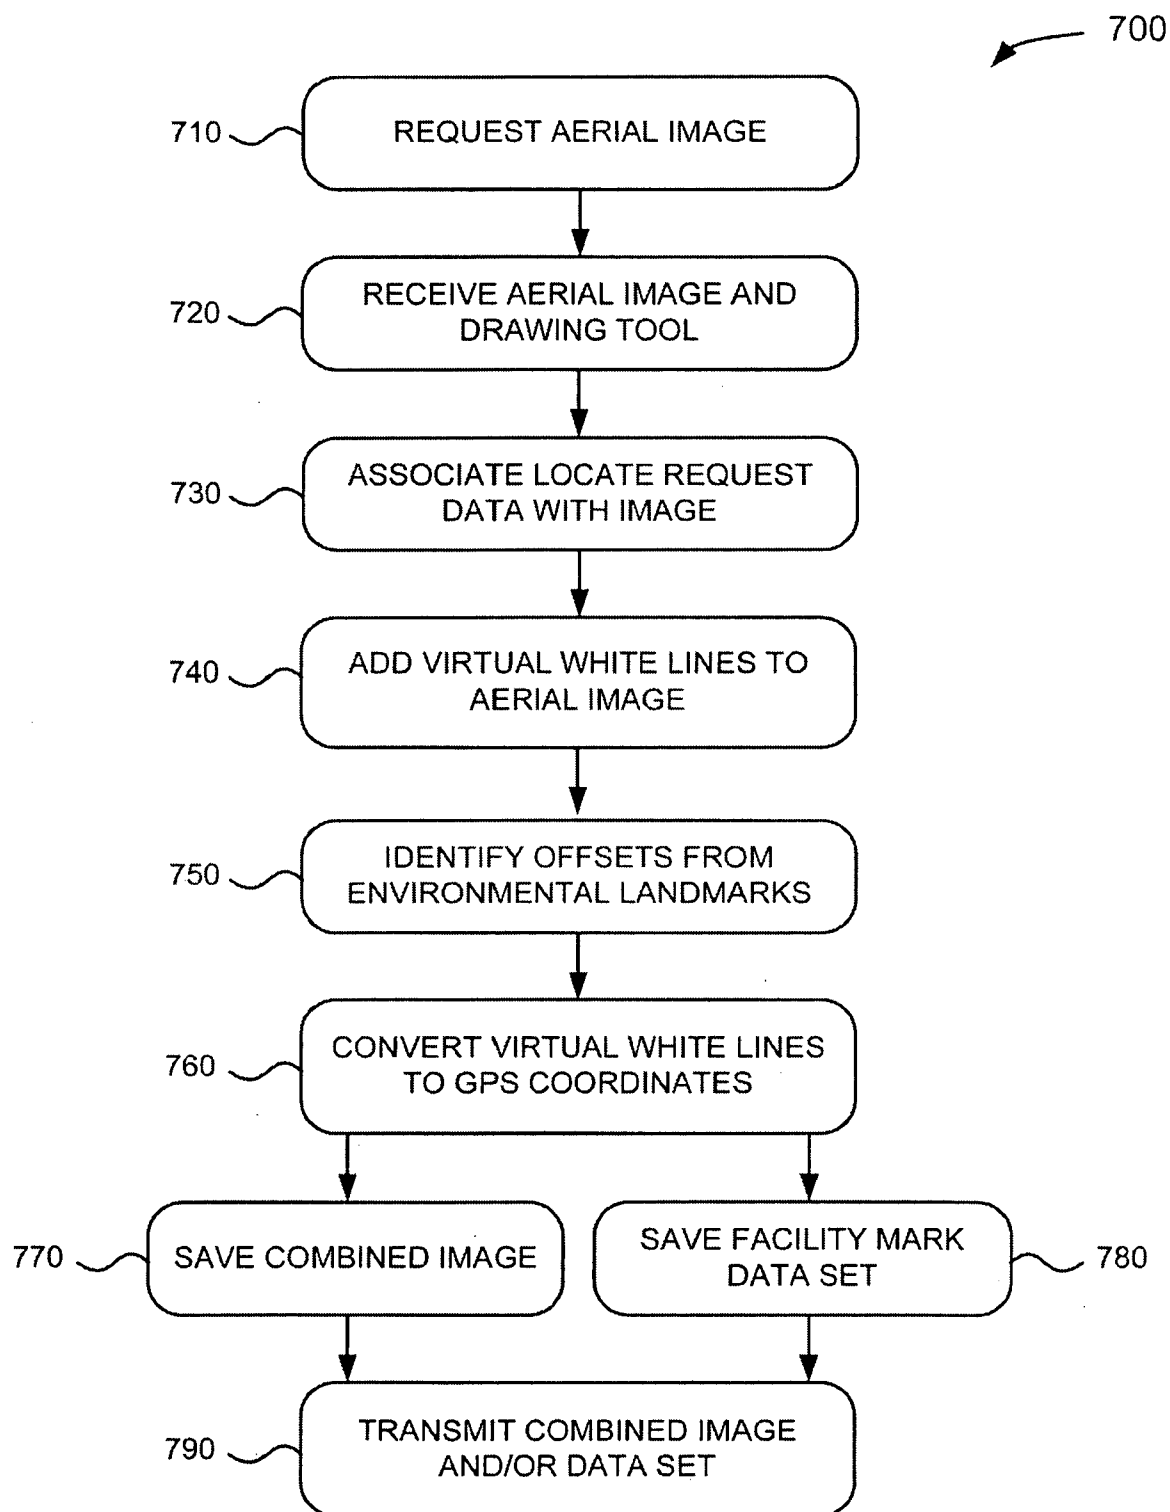 700
710
REQUEST AERIAL IMAGE
720
RECEIVE AERIAL IMAGE AND
DRAWING TOOL
730
ASSOCIATE LOCATE REQUEST
DATA WITH IMAGE
740
ADD VIRTUAL WHITE LINES TO
AERIAL IMAGE
750
IDENTIFY OFFSETS FROM
ENVIRONMENTAL LANDMARKS
760
CONVERT VIRTUAL WHITE LINES
TO GPS COORDINATES
770
SAVE COMBINED IMAGE
SAVE FACILITY MARK
DATA SET
780
790
TRANSMIT COMBINED IMAGE
AND/OR DATA SET